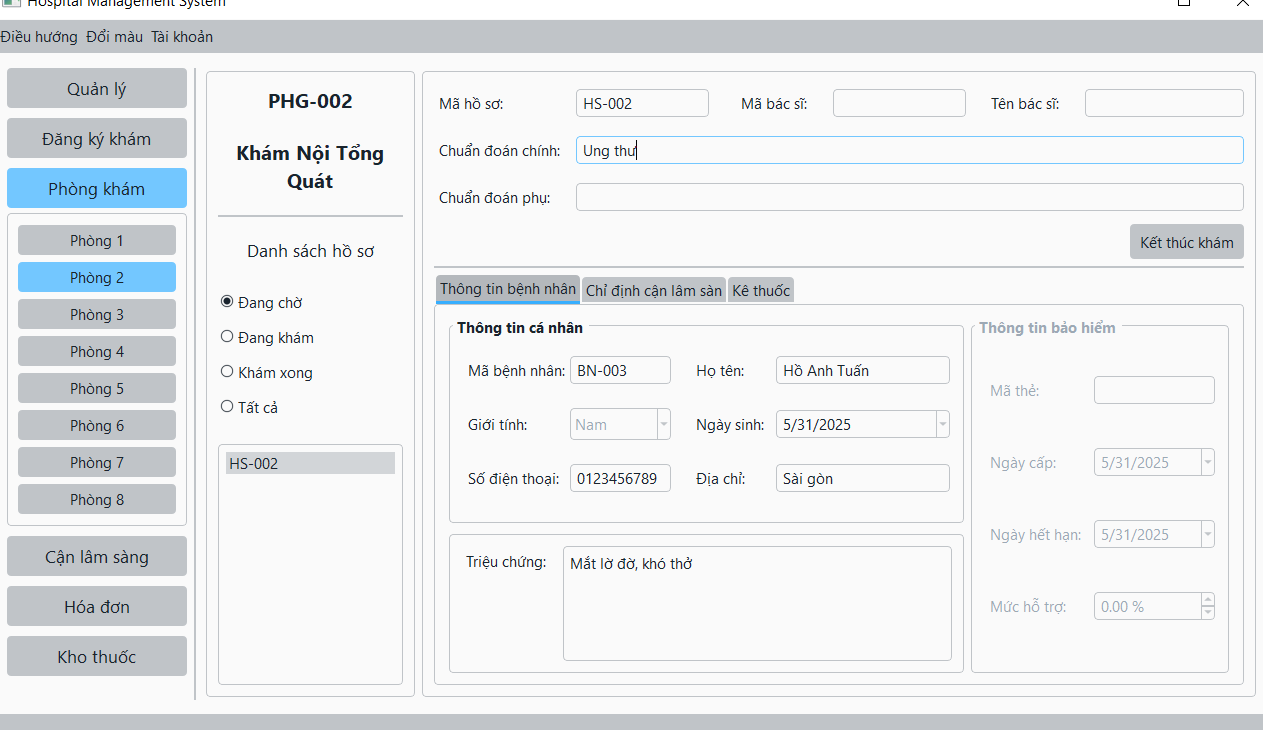 Hospital Management System
Điều hướng Đổi màu Tài khoản
Quản lý
Đăng ký khám
Phòng khám
Phòng 1
Phòng 2
Phòng 3
Phòng 4
Phòng 5
Phòng 6
Phòng 7
Phòng 8
Cận lâm sàng
Hóa đơn
Kho thuốc
PHG-002
Khám Nội Tổng
Quát
Danh sách hồ sơ
Đang chờ
Đang khám
Khám xong
Tất cả
HS-002
Mã hồ sơ: HS-002 Mã bác sĩ: Tên bác sĩ:
Chuẩn đoán chính: Ung thư
Chuẩn đoán phụ:
Kết thúc khám
Thông tin bệnh nhân Chỉ định cận lâm sàn Kê thuốc
Thông tin cá nhân
Mã bệnh nhân: BN-003 Họ tên: Hồ Anh Tuấn
Giới tính: Nam Ngày sinh: 5/31/2025
Số điện thoại: 0123456789 Địa chỉ: Sài gòn
Triệu chứng: Mắt lờ đờ, khó thở
Thông tin bảo hiểm
Mã thẻ:
Ngày cấp: 5/31/2025
Ngày hết hạn: 5/31/2025
Mức hỗ trợ: 0.00 %